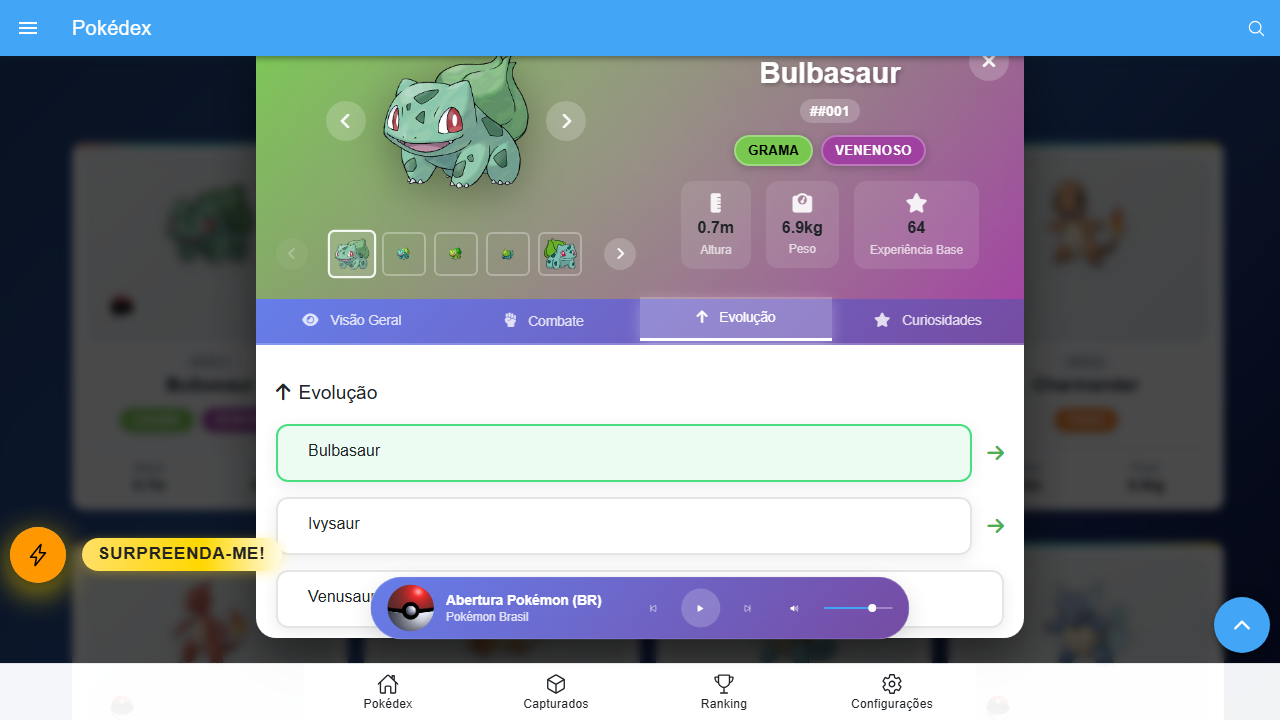 Pokédex
Bulbasaur
##001
GRAMA
VENENOSO
0.7m
Altura
6.9kg
Peso
64
Experiência Base
Visão Geral
Combate
Evolução
Curiosidades
Evolução
Bulbasaur
Ivysaur
Venusaur
SURPREENDA-ME!
Abertura Pokémon (BR)
Pokémon Brasil
Pokédex
Capturados
Ranking
Configurações